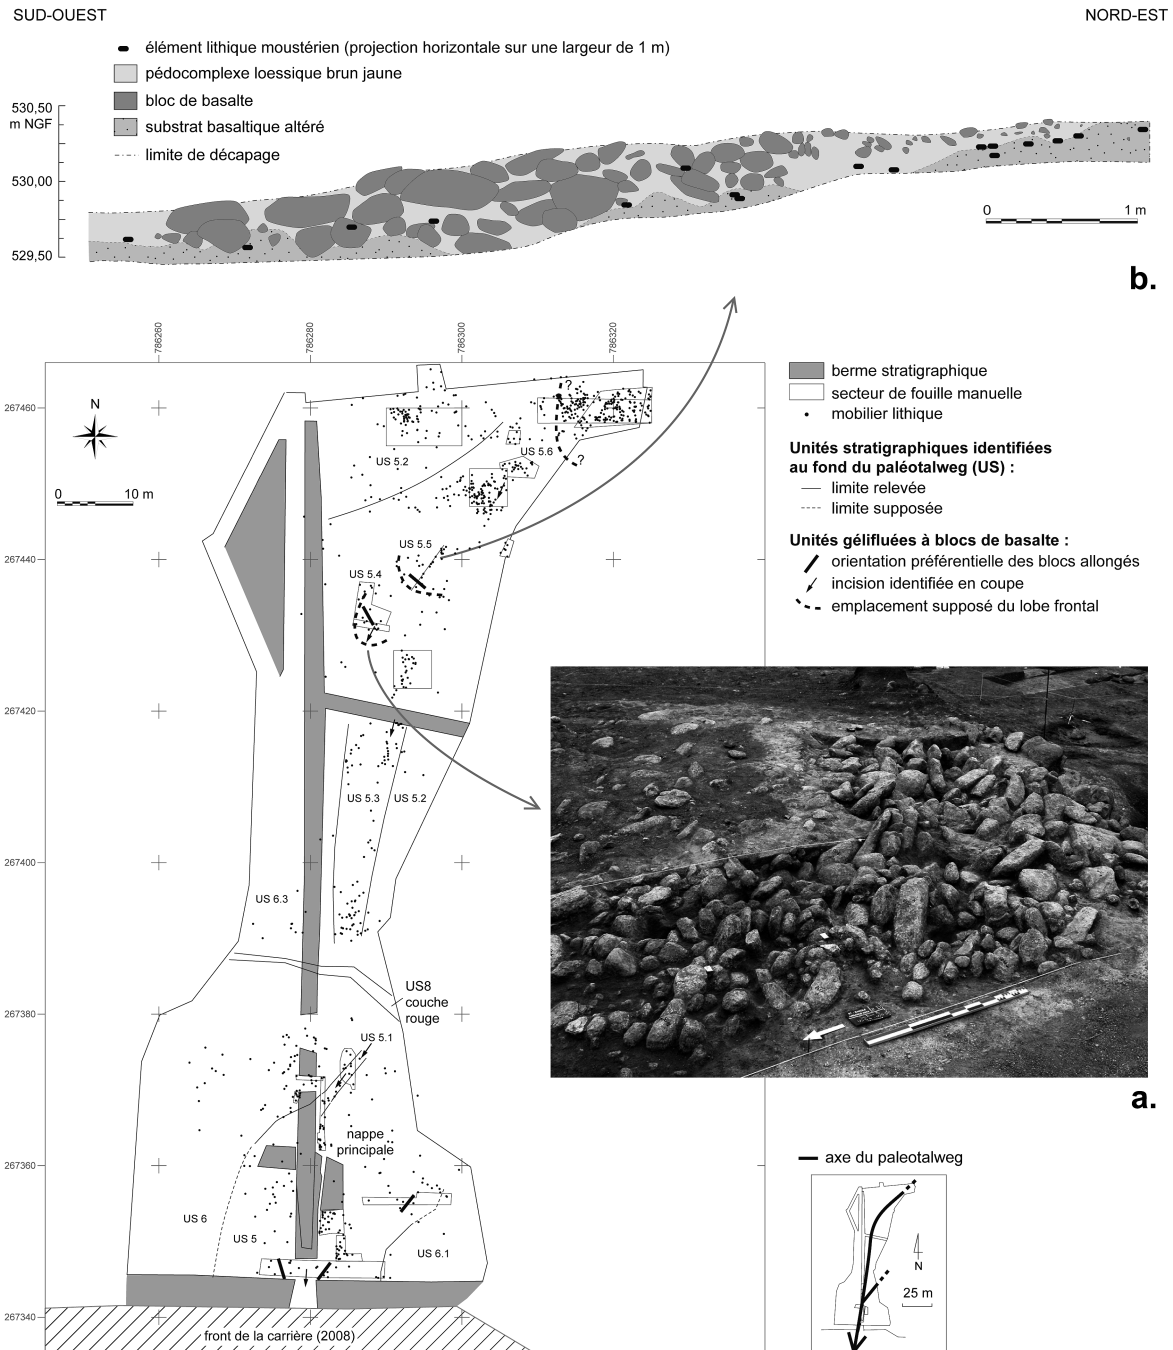 SUD-OUEST
NORD-EST
élément lithique moustérien (projection horizontale sur une largeur de 1 m)
pédocomplexe loessique brun jaune
bloc de basalte
substrat basaltique altéré
limite de décapage
530,50
m NGF
530,00
529,50
0 1 m
b.
786260 786280 786300 786320
267460
267440
267420
267400
267380
267360
267340
N
0 10 m
US 5.2
US 5.6
?
?
US 5.5
US 5.4
US 5.3
US 5.2
US 6.3
US8
couche
rouge
US 5.1
nappe
principale
US 6
US 5
US 6.1
front de la carrière (2008)
berme stratigraphique
secteur de fouille manuelle
mobilier lithique
Unités stratigraphiques identifiées
au fond du paléotalweg (US) :
limite relevée
limite supposée
Unités gélifluées à blocs de basalte :
orientation préférentielle des blocs allongés
incision identifiée en coupe
emplacement supposé du lobe frontal
a.
axe du paleotalweg
N
25 m